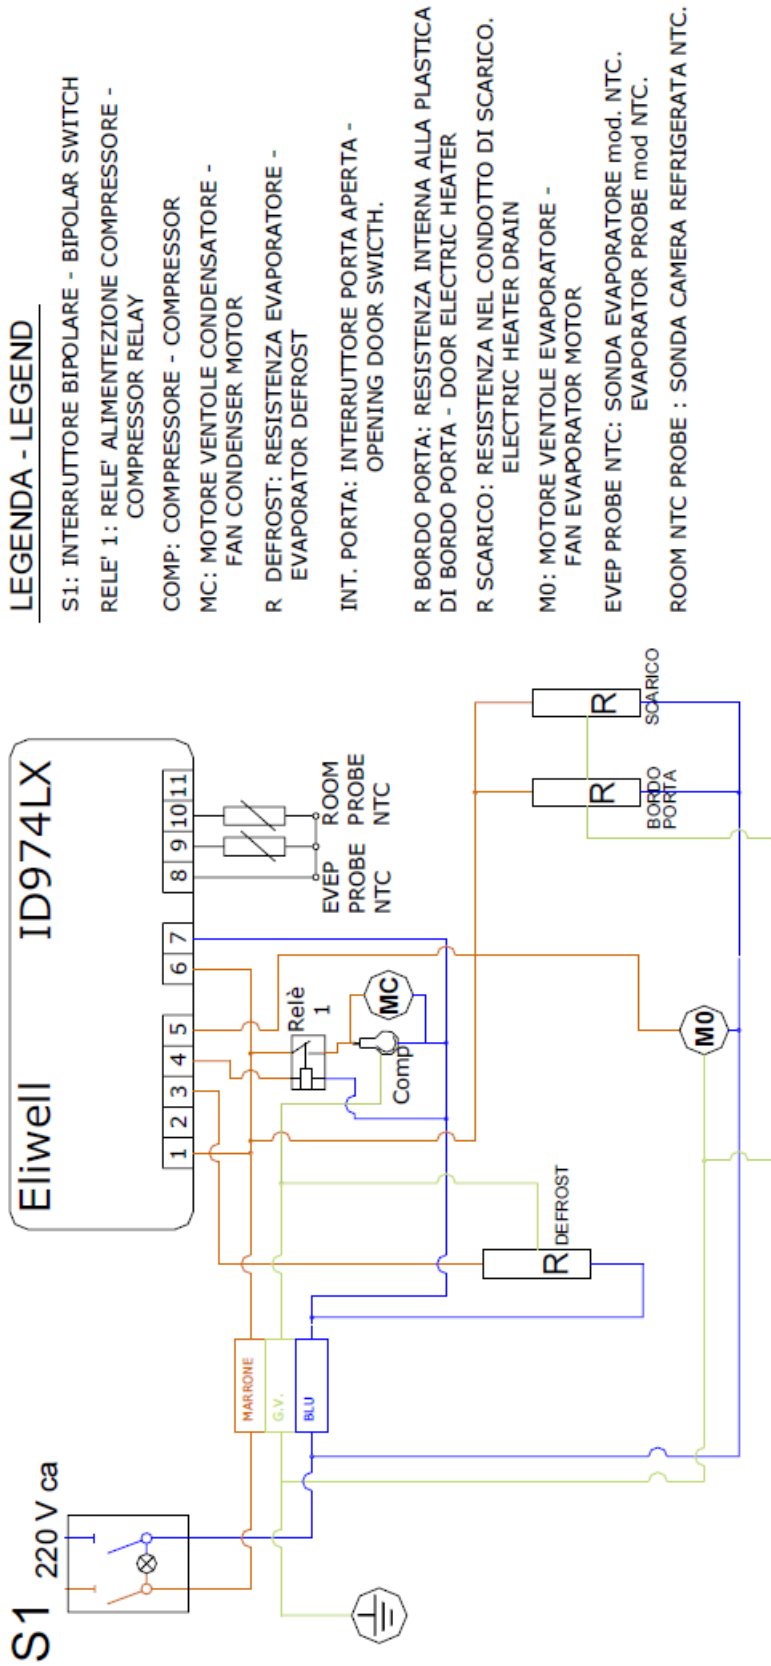 LEGENDA - LEGEND
S1: INTERRUTTORE BIPOLARE - BIPOLAR SWITCH
RELE' 1: RELE' ALIMENTEZIONE COMPRESSORE -
COMPRESSOR RELAY
COMP: COMPRESSORE - COMPRESSOR
MC: MOTORE VENTOLE CONDENSATORE -
FAN CONDENSER MOTOR
R DEFROST: RESISTENZA EVAPORATORE -
EVAPORATOR DEFROST
INT. PORTA: INTERRUTTORE PORTA APERTA -
OPENING DOOR SWICTH.
R BORDO PORTA: RESISTENZA INTERNA ALLA PLASTICA
DI BORDO PORTA - DOOR ELECTRIC HEATER
R SCARICO: RESISTENZA NEL CONDOTTO DI SCARICO.
ELECTRIC HEATER DRAIN
M0: MOTORE VENTOLE EVAPORATORE -
FAN EVAPORATOR MOTOR
EVEP PROBE NTC: SONDA EVAPORATORE mod. NTC.
EVAPORATOR PROBE mod NTC.
ROOM NTC PROBE : SONDA CAMERA REFRIGERATA NTC.
Eliwell ID974LX
1 2 3 4 5 6 7 8 9 10 11
EVEP
PROBE
NTC
ROOM
PROBE
NTC
Relè
1
MC
Comp
R
DEFROST
R
BORDO
PORTA
R
SCARICO
M0
MARRONE
G.V.
BLU
S1
220 V ca